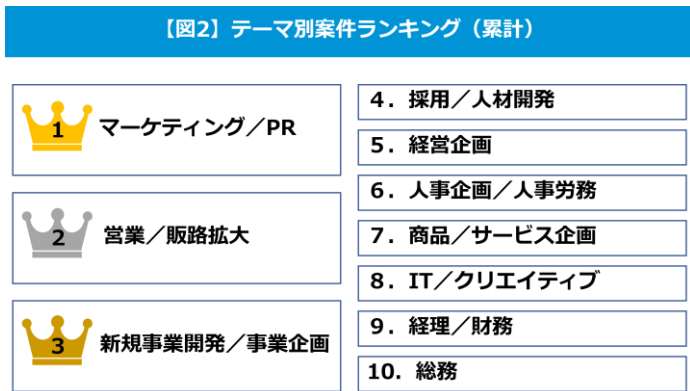 【図2】テーマ別案件ランキング（累計）
1 マーケティング／PR
2 営業／販路拡大
3 新規事業開発／事業企画
4．採用／人材開発
5．経営企画
6．人事企画／人事労務
7．商品／サービス企画
8．IT／クリエイティブ
9．経理／財務
10．総務